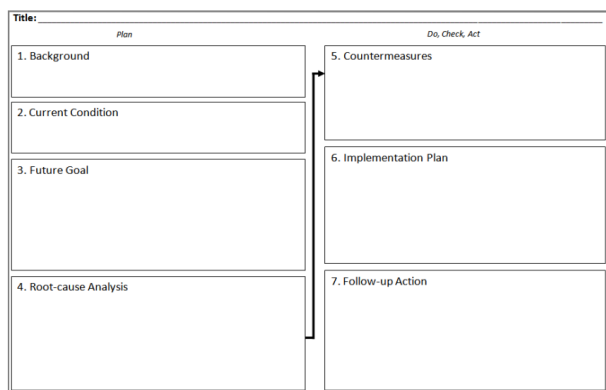 Title:
Plan
Do, Check, Act
1. Background
2. Current Condition
3. Future Goal
4. Root-cause Analysis
5. Countermeasures
6. Implementation Plan
7. Follow-up Action